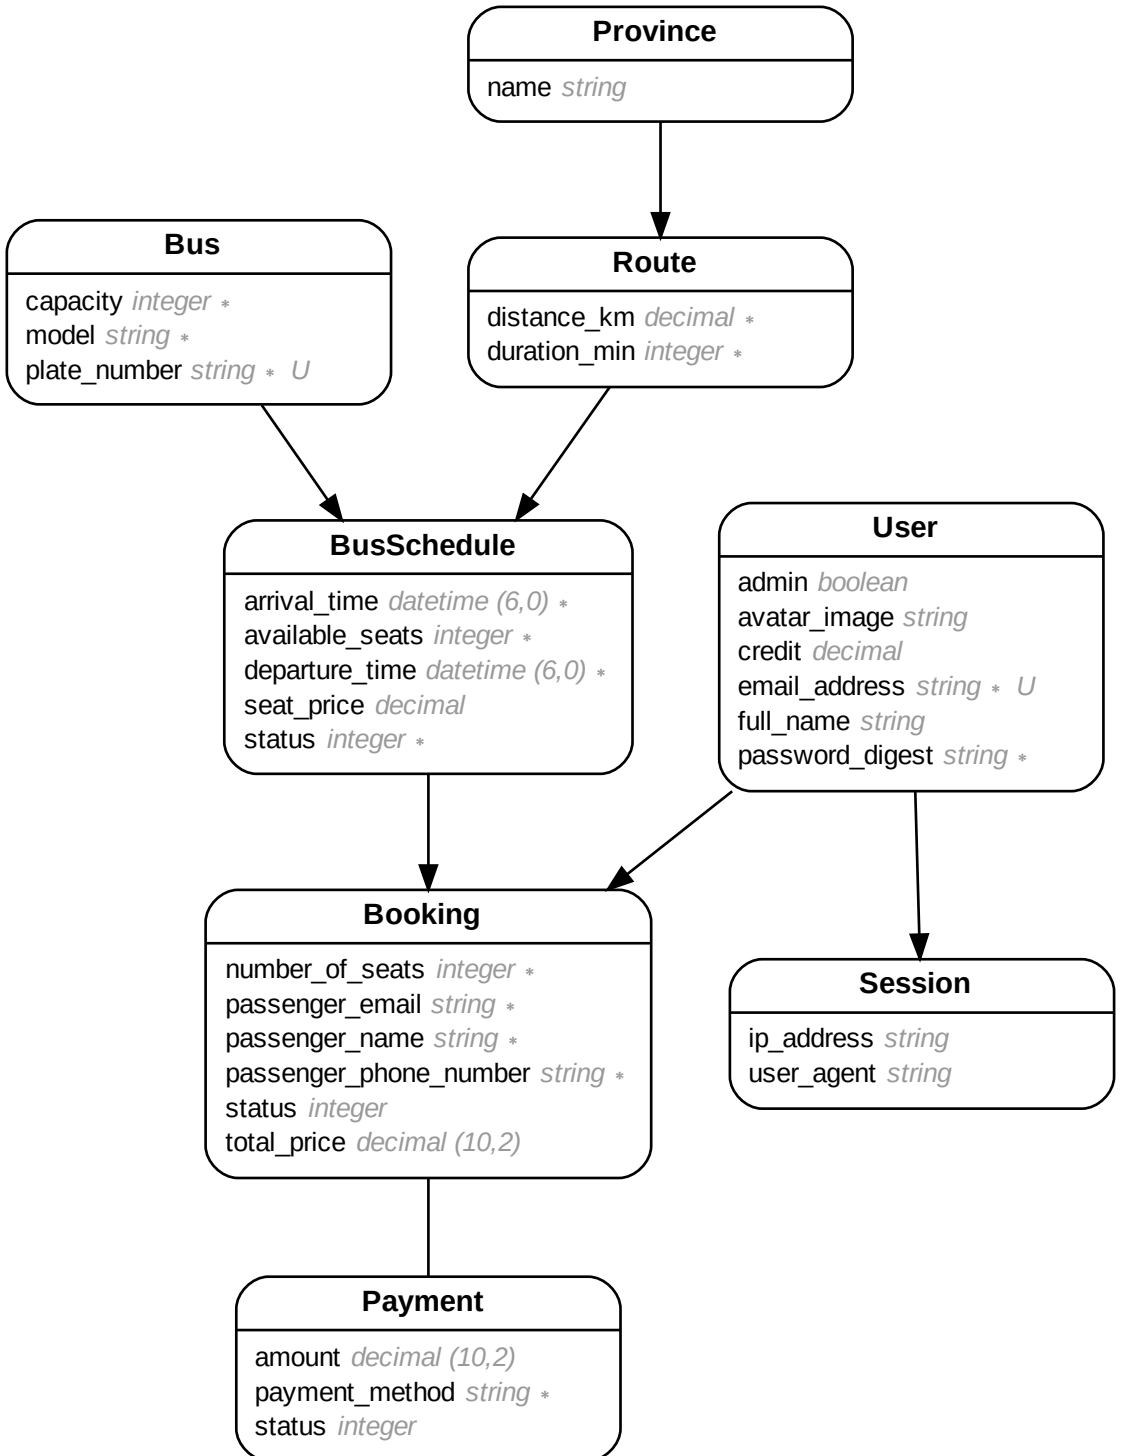 Province
name string
Bus
capacity integer *
model string *
plate_number string * U
Route
distance_km decimal *
duration_min integer *
BusSchedule
arrival_time datetime (6,0) *
available_seats integer *
departure_time datetime (6,0) *
seat_price decimal
status integer *
User
admin boolean
avatar_image string
credit decimal
email_address string * U
full_name string
password_digest string *
Booking
number_of_seats integer *
passenger_email string *
passenger_name string *
passenger_phone_number string *
status integer
total_price decimal (10,2)
Session
ip_address string
user_agent string
Payment
amount decimal (10,2)
payment_method string *
status integer